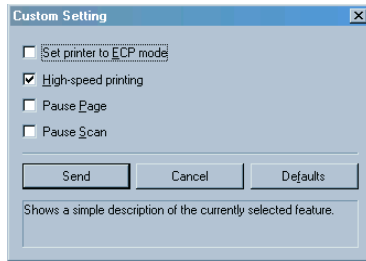 Custom Setting
Set printer to ECP mode
High-speed printing
Pause Page
Pause Scan
Send Cancel Defaults
Shows a simple description of the currently selected feature.